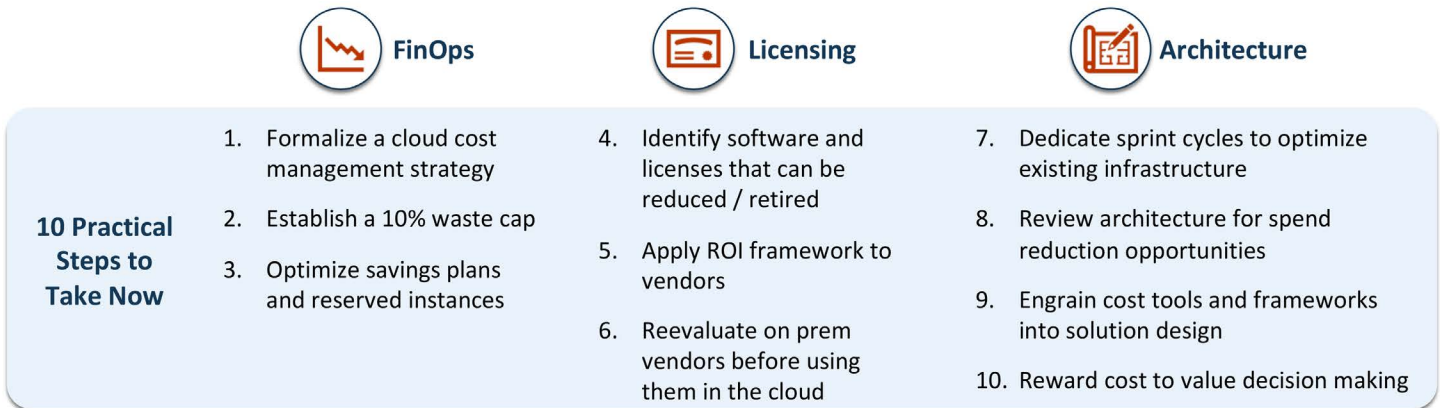 FinOps
Licensing
Architecture
10 Practical
Steps to
Take Now
1. Formalize a cloud cost
management strategy
2. Establish a 10% waste cap
3. Optimize savings plans
and reserved instances
4. Identify software and
licenses that can be
reduced / retired
5. Apply ROI framework to
vendors
6. Reevaluate on prem
vendors before using
them in the cloud
7. Dedicate sprint cycles to optimize
existing infrastructure
8. Review architecture for spend
reduction opportunities
9. Engrain cost tools and frameworks
into solution design
10. Reward cost to value decision making